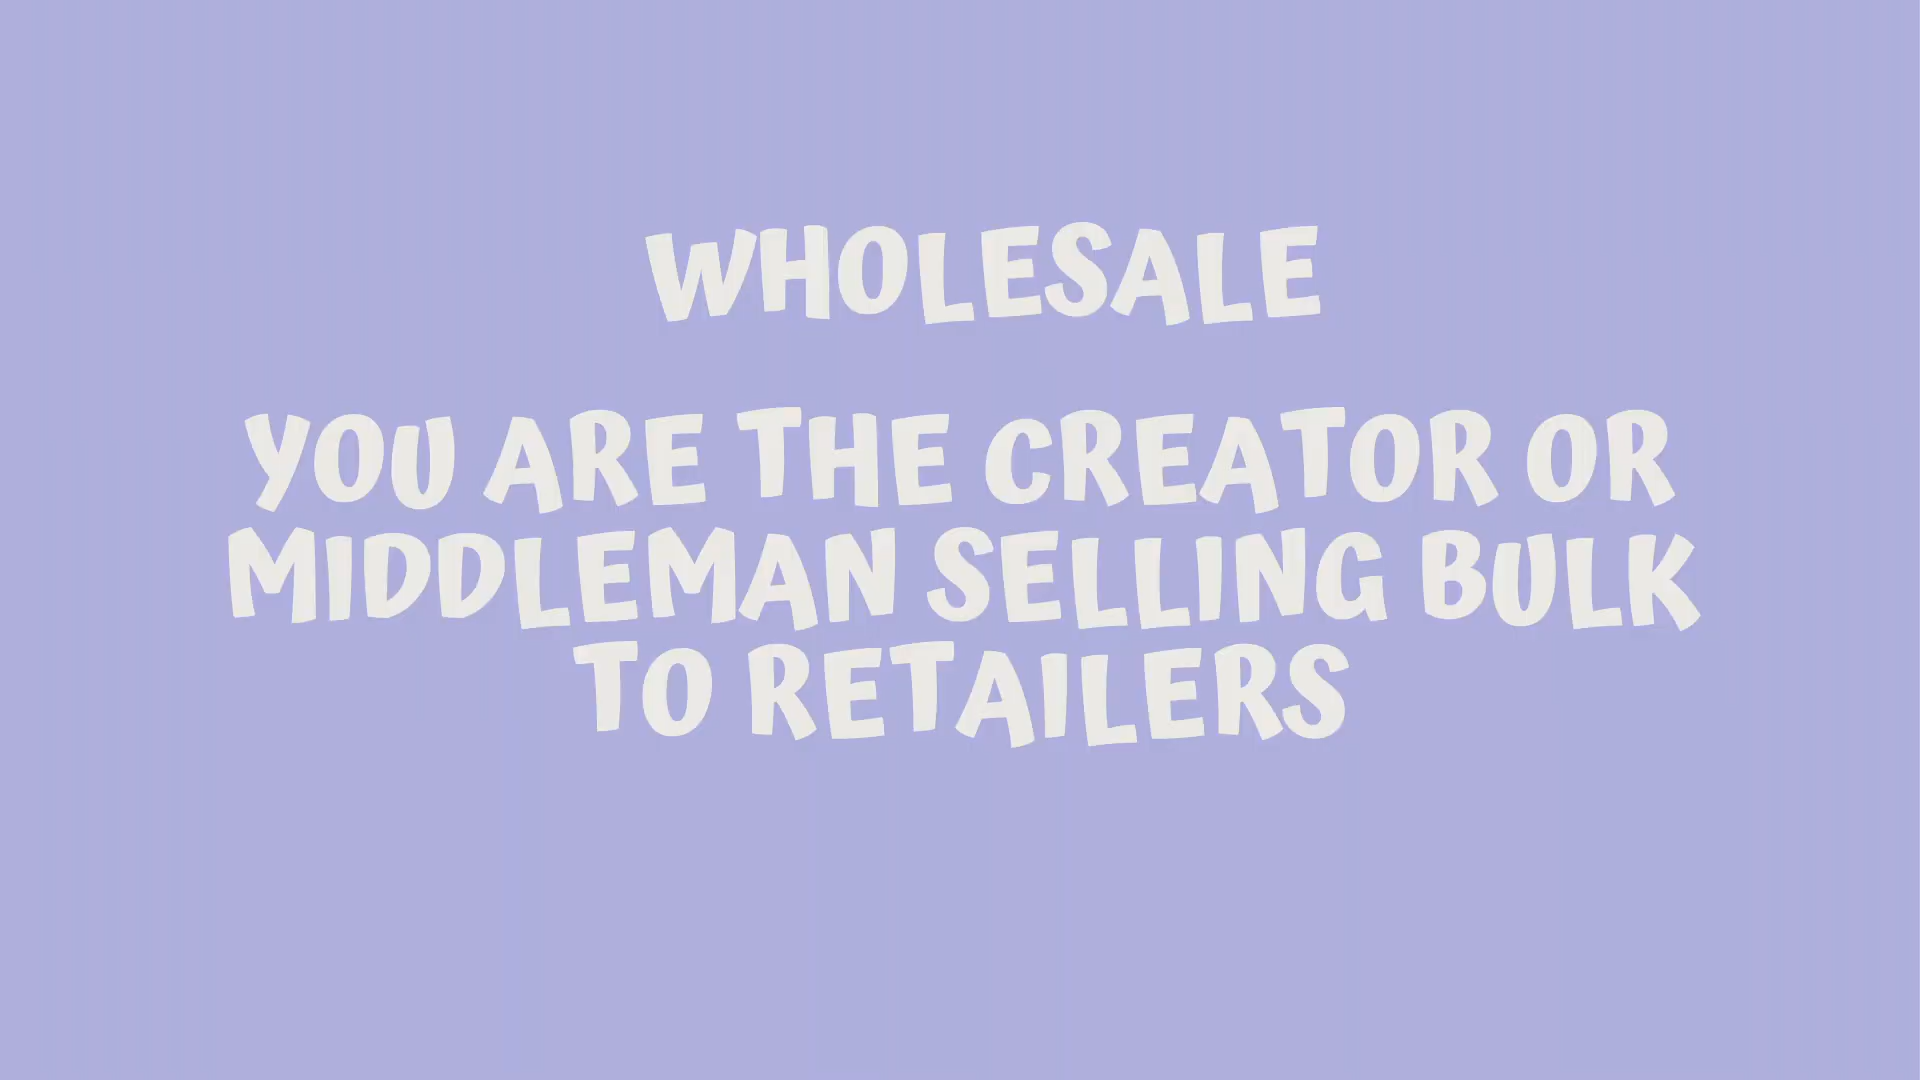 WHOLESALE
YOU ARE THE CREATOR OR
MIDDLEMAN SELLING BULK
TO RETAILERS